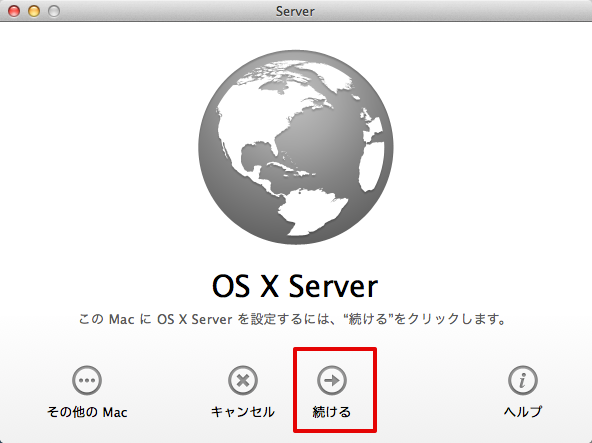 Server
OS X Server
この Mac に OS X Server を設定するには、“続ける”をクリックします。
その他の Mac
キャンセル
続ける
ヘルプ